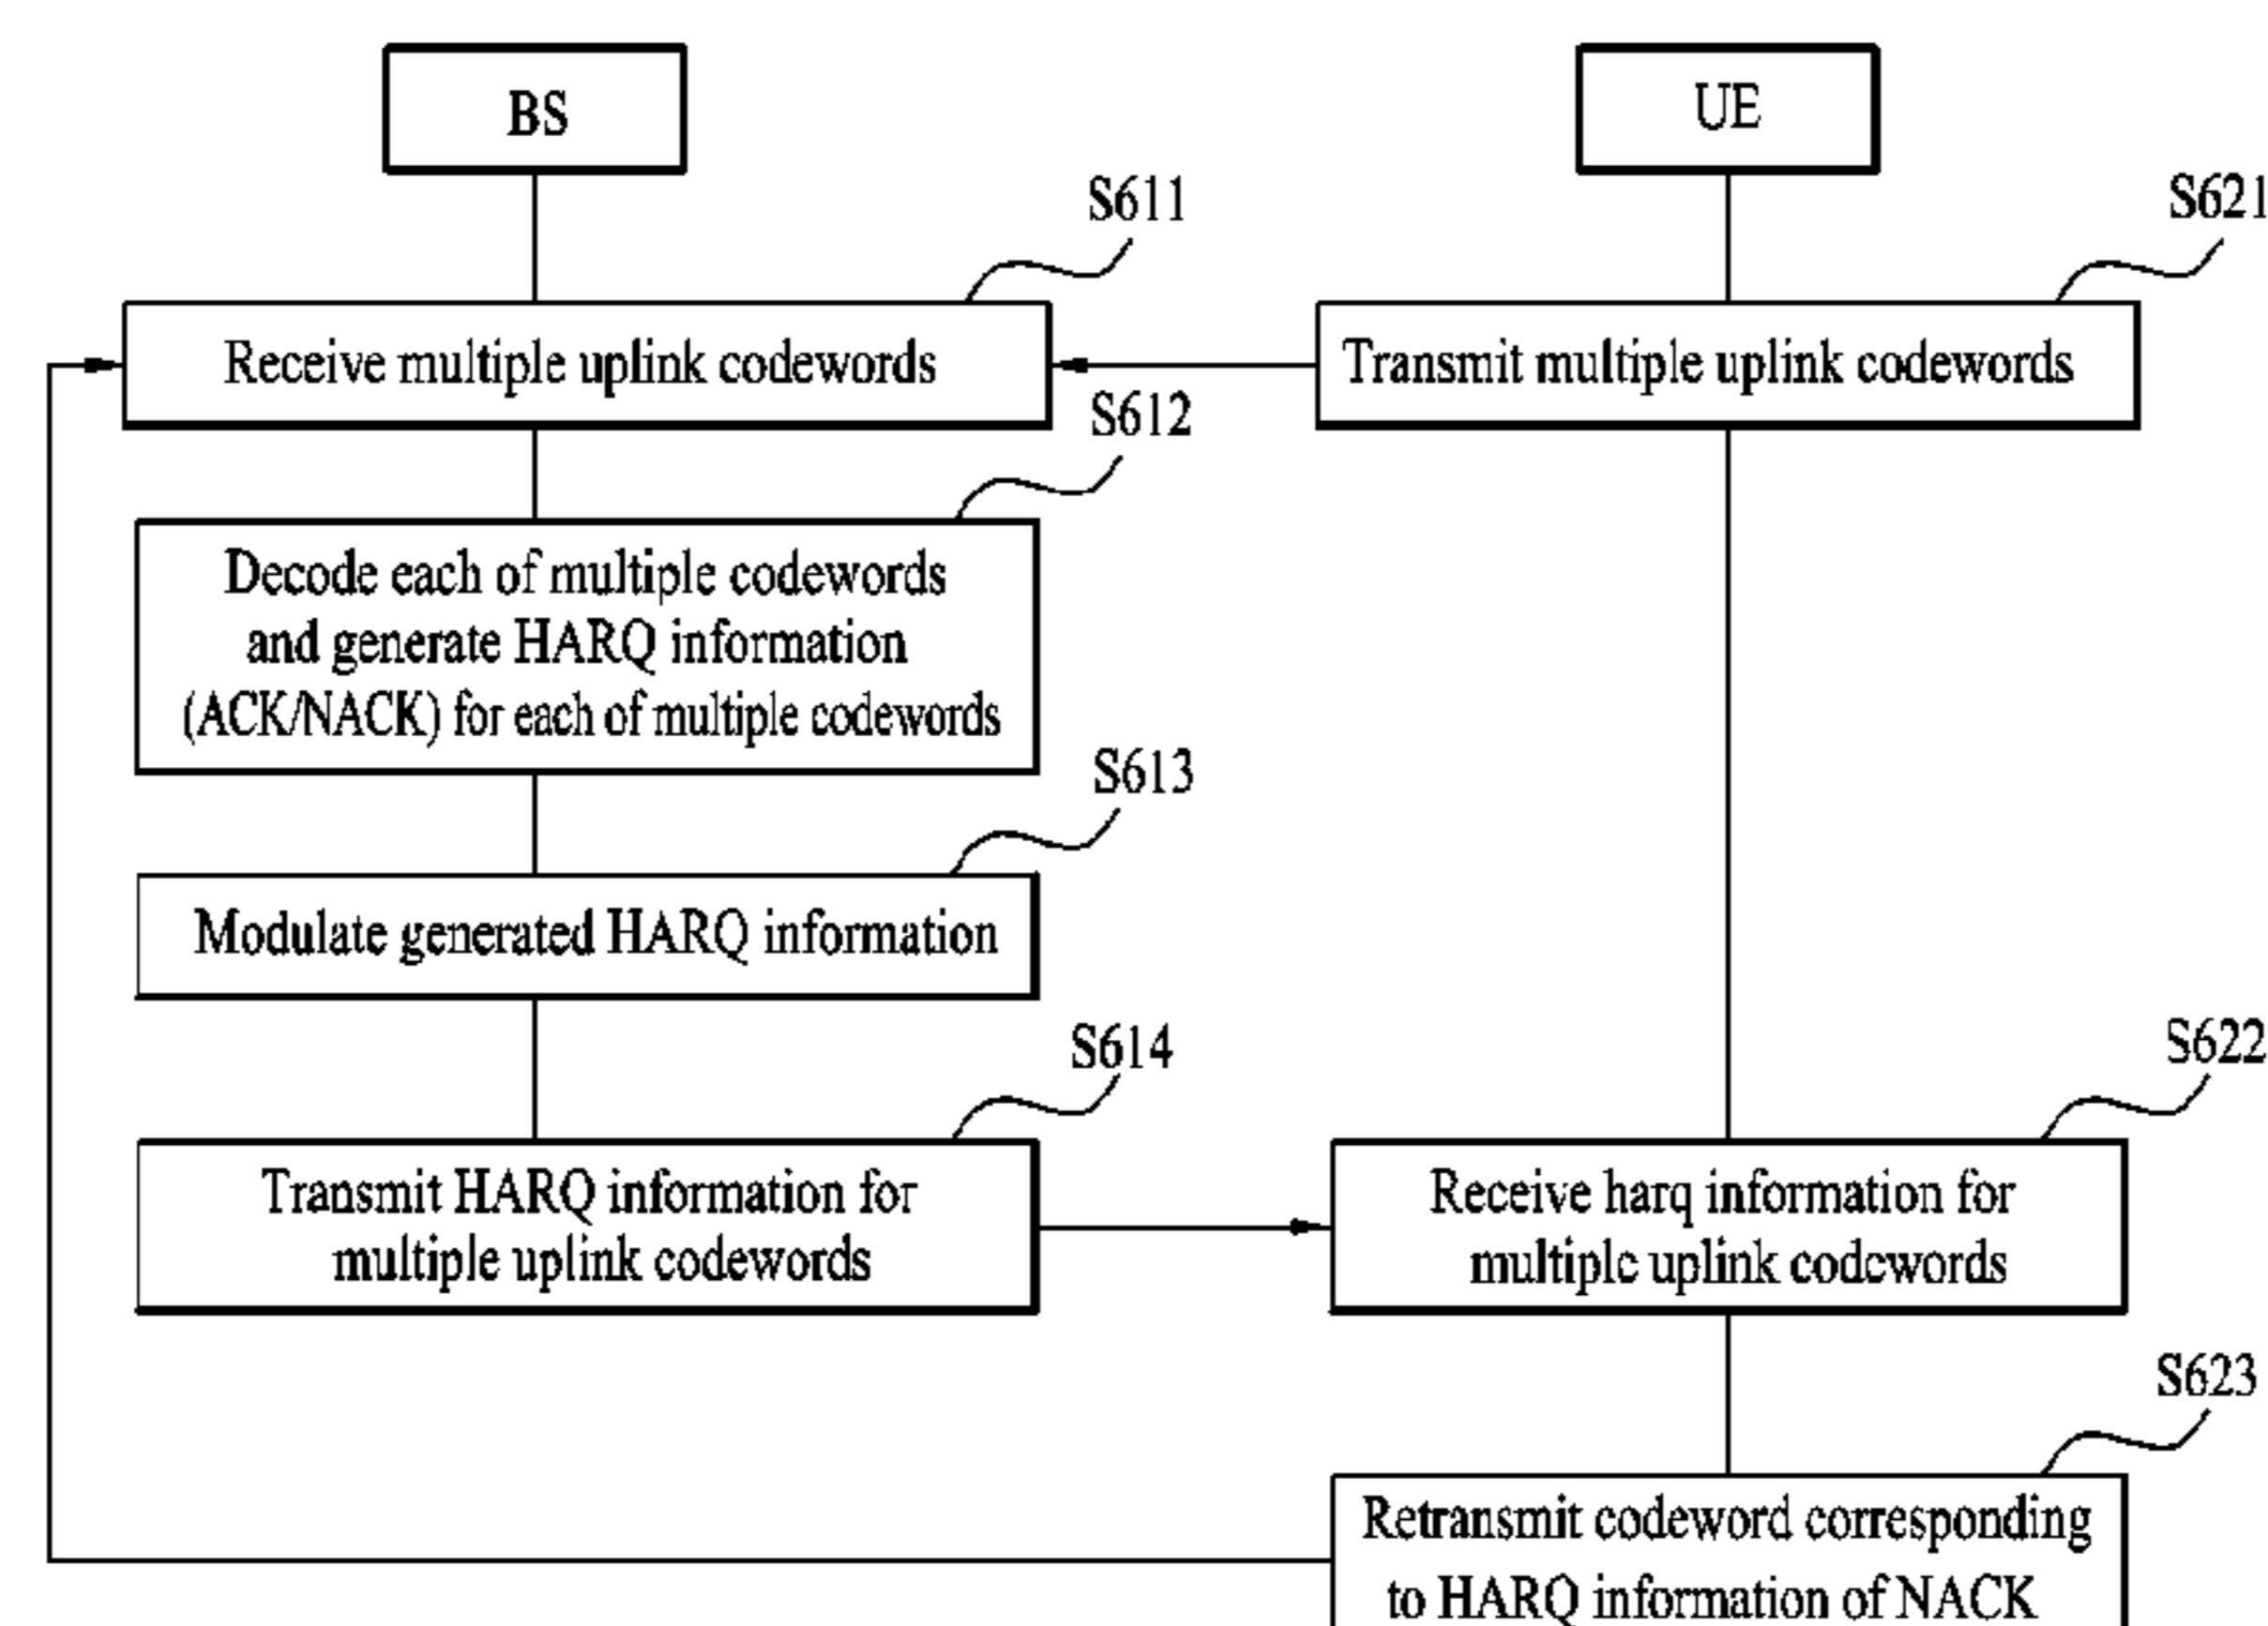 BS
UE
S611
S621
Receive multiple uplink codewords
Transmit multiple uplink codewords
S612
Decode each of multiple codewords
and generate HARQ information
(ACK/NACK) for each of multiple codewords
S613
Modulate generated HARQ information
S614
S622
Transmit HARQ information for
multiple uplink codewords
Receive harq information for
multiple uplink codewords
S623
Retransmit codeword corresponding
to HARQ information of NACK